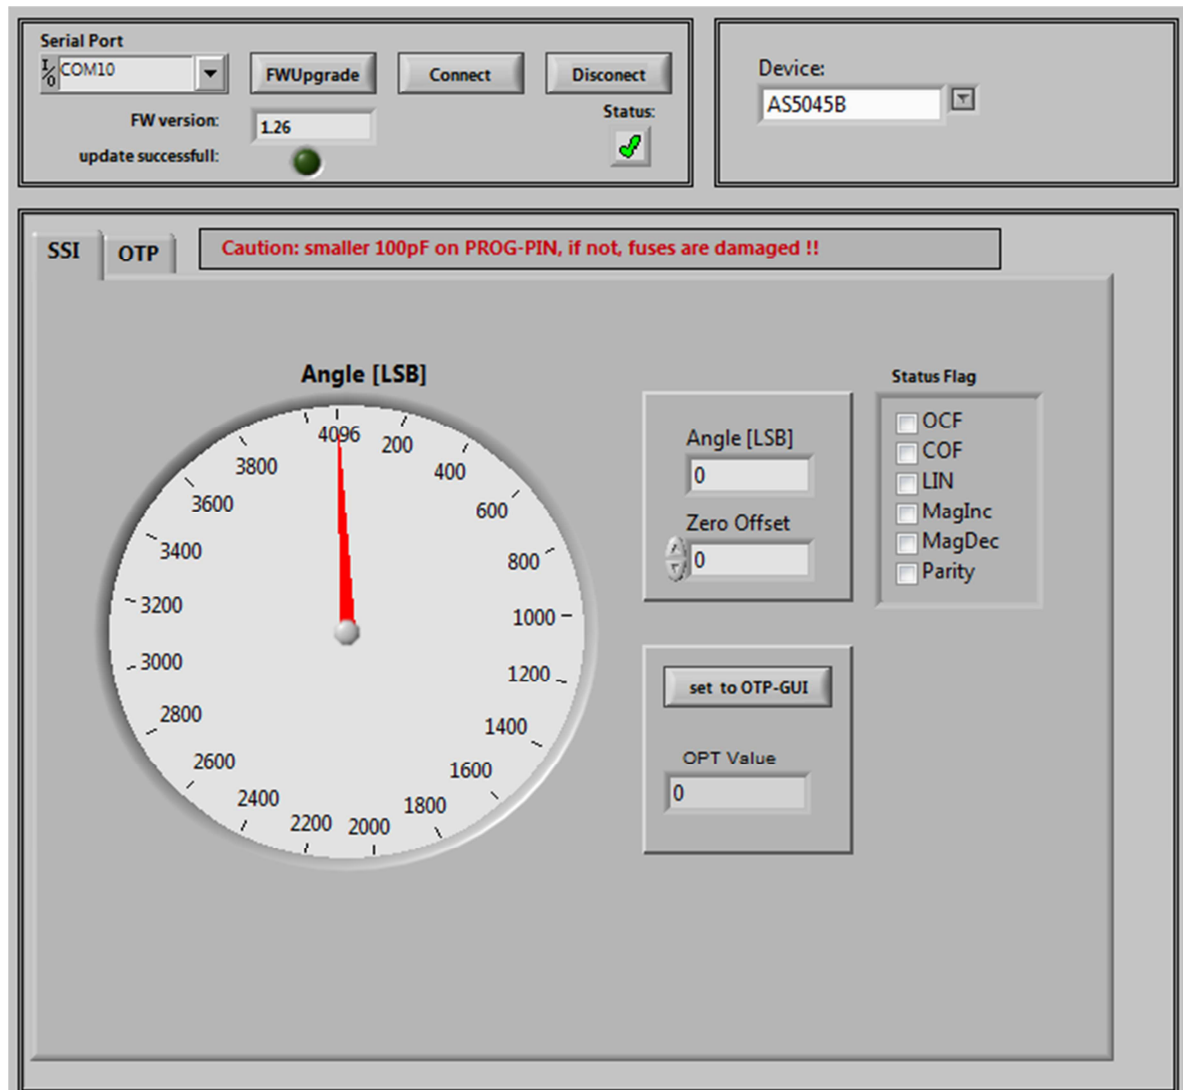 Serial Port
I/O COM10
FWUpgrade
Connect
Disconect
FW version:
1.26
Status:
update successfull:
Device:
AS5045B
SSI
OTP
Caution: smaller 100pF on PROG-PIN, if not, fuses are damaged !!
Angle [LSB]
4096
200
400
600
800
1000
1200
1400
1600
1800
2000
2200
2400
2600
2800
3000
3200
3400
3600
3800
Angle [LSB]
0
Zero Offset
0
Status Flag
OCF
COF
LIN
MagInc
MagDec
Parity
set to OTP-GUI
OPT Value
0